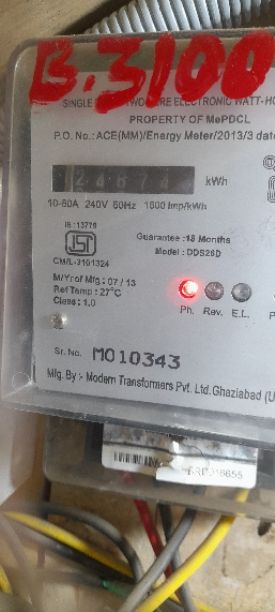 B.3100
SINGLE WIRE ELECTRONIC WATT-HO
PROPERTY OF MePDCL
P.O. No.: ACE(MM)/Energy Meter/2013/3 date
kWh
10-60A 240V 50Hz 1600 Imp/kWh
IS:13779
CM/L-3101324
Guarantee : 18 Months
Model : DDS26D
M/Yr of Mfg : 07 / 13
Ref Temp : 27°C
Class : 1.0
Ph. Rev. E.L. P
Sr. No. M010343
Mfg. By :- Modern Transformers Pvt. Ltd. Ghaziabad (U